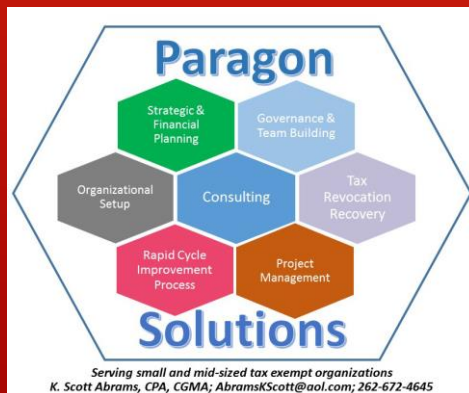 Paragon
Strategic &
Financial
Planning
Governance &
Team Building
Organizational
Setup
Consulting
Tax
Revocation
Recovery
Rapid Cycle
Improvement
Process
Project
Management
Solutions
Serving small and mid-sized tax exempt organizations
K. Scott Abrams, CPA, CGMA; AbramsKScott@aol.com; 262-672-4645